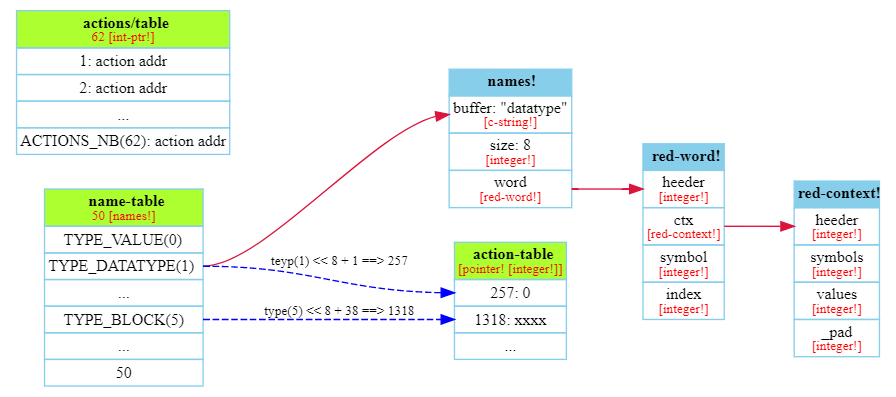 actions/table
62 [int-ptr!]
1: action addr
2: action addr
...
ACTIONS_NB(62): action addr
name-table
50 [names!]
TYPE_VALUE(0)
TYPE_DATATYPE(1)
...
TYPE_BLOCK(5)
...
50
teyp(1) << 8 + 1 ==> 257
type(5) << 8 + 38 ==> 1318
names!
buffer: "datatype"
[c-string!]
size: 8
[integer!]
word
[red-word!]
action-table
[pointer! [integer!]]
257: 0
1318: xxxx
...
red-word!
heeder
[integer!]
ctx
[red-context!]
symbol
[integer!]
index
[integer!]
red-context!
heeder
[integer!]
symbols
[integer!]
values
[integer!]
_pad
[integer!]